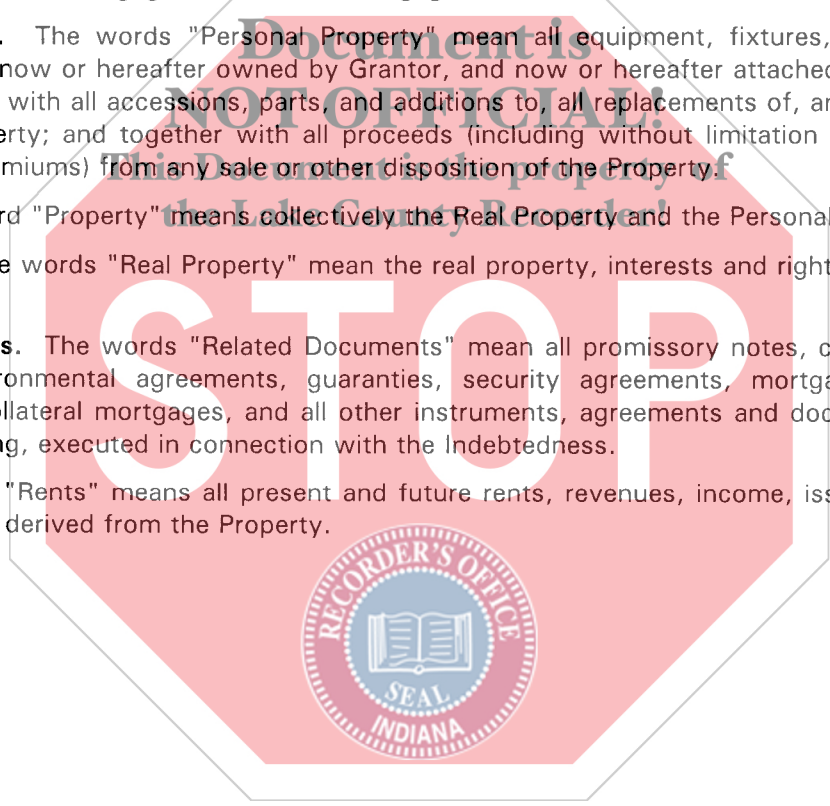 Document is
. The words "Personal Property" mean all equipment, fixtures,
now or hereafter owned by Grantor, and now or hereafter attached
NOT OFFICIAL!
with all accessions, parts, and additions to, all replacements of, an
erty; and together with all proceeds (including without limitation
This Document is the property of
miums) from any sale or other disposition of the Property.
the Lake County Recorder!
rd "Property" means collectively the Real Property and the Personal
e words "Real Property" mean the real property, interests and right
STOP
s. The words "Related Documents" mean all promissory notes, c
ronmental agreements, guaranties, security agreements, mortga
llateral mortgages, and all other instruments, agreements and doc
ng, executed in connection with the Indebtedness.
"Rents" means all present and future rents, revenues, income, iss
derived from the Property.
RECORDER'S OFFICE
SEAL
INDIANA